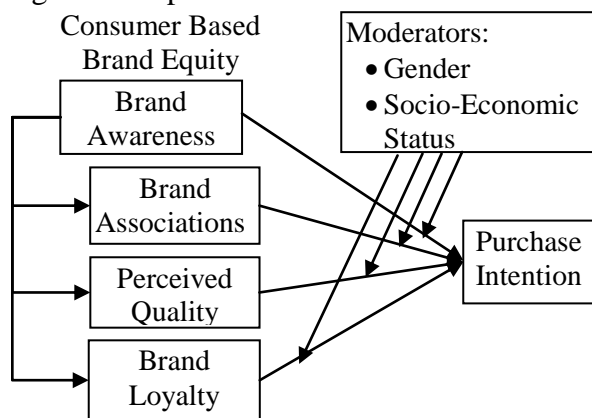 Consumer Based
Brand Equity
Brand
Awareness
Brand
Associations
Perceived
Quality
Brand
Loyalty
Moderators:
• Gender
• Socio-Economic
Status
Purchase
Intention